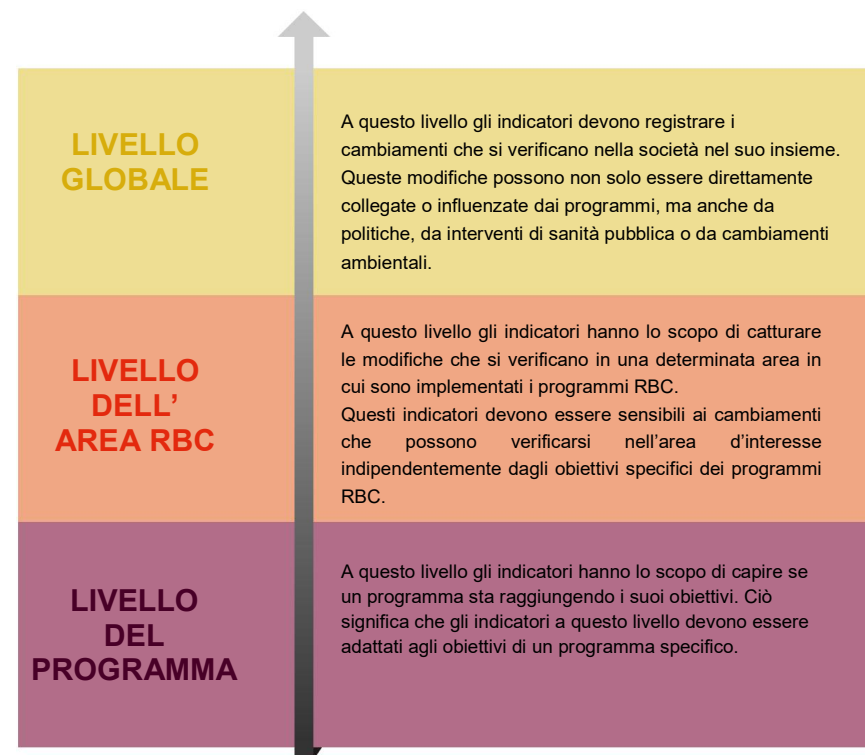 LIVELLO
GLOBALE
A questo livello gli indicatori devono registrare i
cambiamenti che si verificano nella società nel suo insieme.
Queste modifiche possono non solo essere direttamente
collegate o influenzate dai programmi, ma anche da
politiche, da interventi di sanità pubblica o da cambiamenti
ambientali.
LIVELLO
DELL’
AREA RBC
A questo livello gli indicatori hanno lo scopo di catturare
le modifiche che si verificano in una determinata area in
cui sono implementati i programmi RBC.
Questi indicatori devono essere sensibili ai cambiamenti
che possono verificarsi nell’area d’interesse
indipendentemente dagli obiettivi specifici dei programmi
RBC.
LIVELLO
DEL
PROGRAMMA
A questo livello gli indicatori hanno lo scopo di capire se
un programma sta raggiungendo i suoi obiettivi. Ciò
significa che gli indicatori a questo livello devono essere
adattati agli obiettivi di un programma specifico.